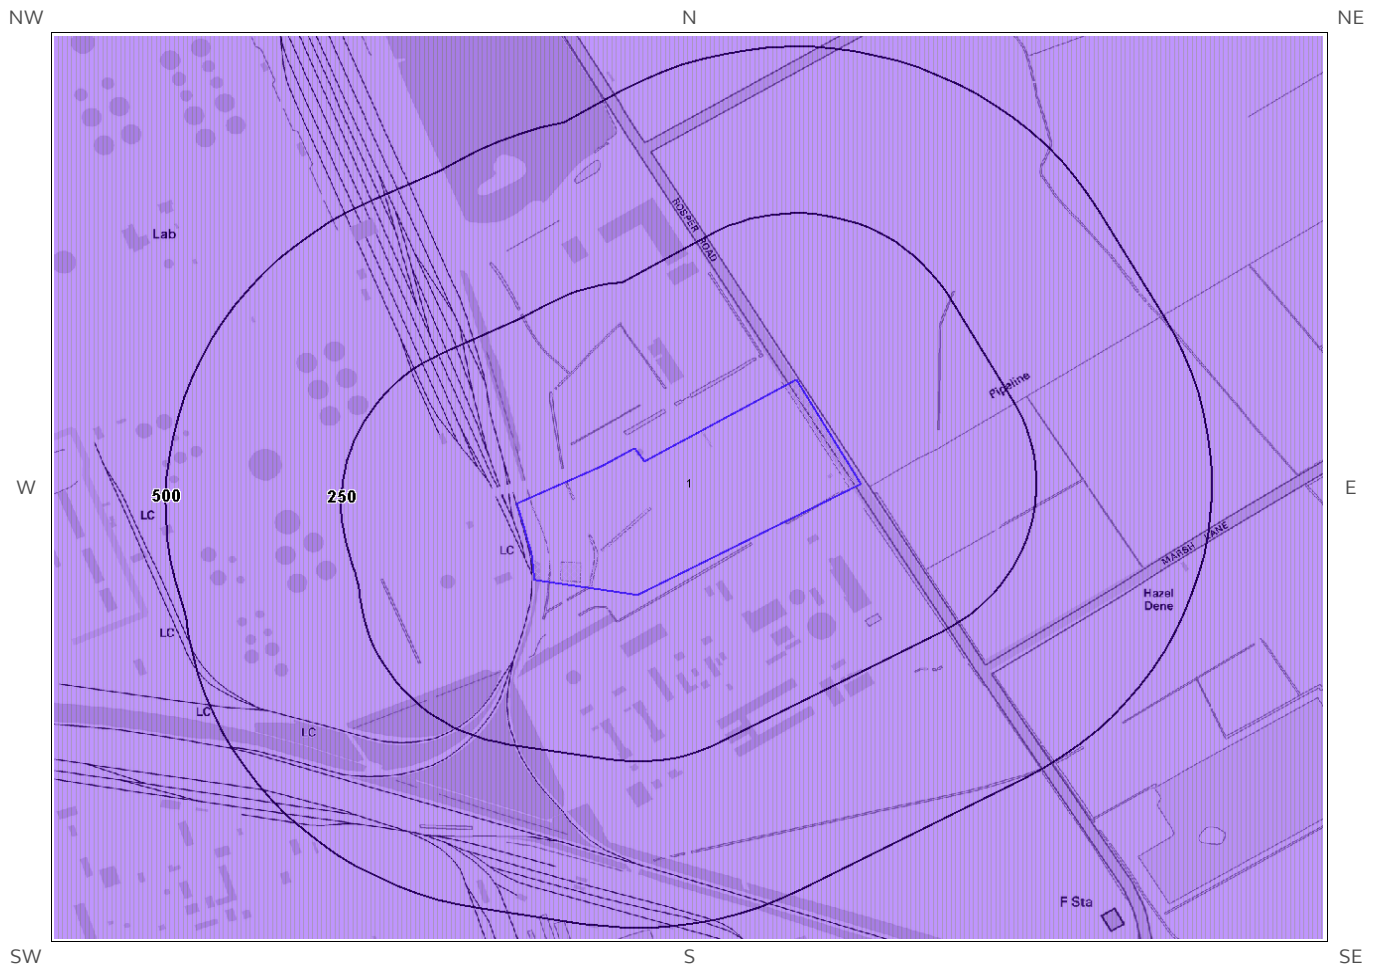 NW
N
NE
ROSPER ROAD
Lab
Pipeline
W
500
250
1
E
LC
LC
MARSH LANE
Hazel
Dene
LC
LC
LC
F Sta
SW
S
SE